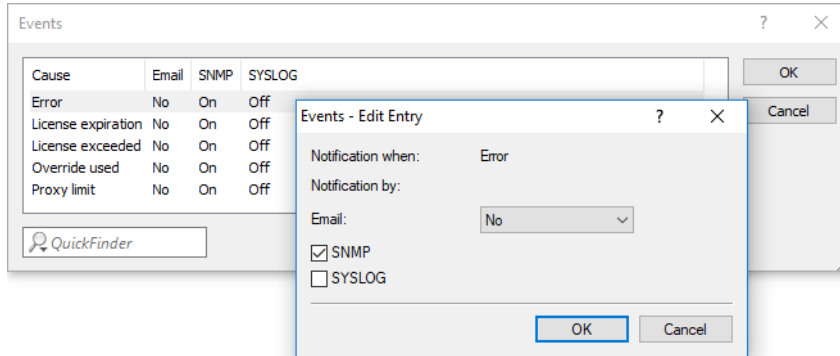 Events ?
Cause Email SNMP SYSLOG
OK
Error No On Off
License expiration No On Off
License exceeded No On Off
Override used No On Off
Proxy limit No On Off
Cancel
QuickFinder
Events - Edit Entry ?
Notification when: Error
Notification by:
Email: No
SNMP
SYSLOG
OK Cancel